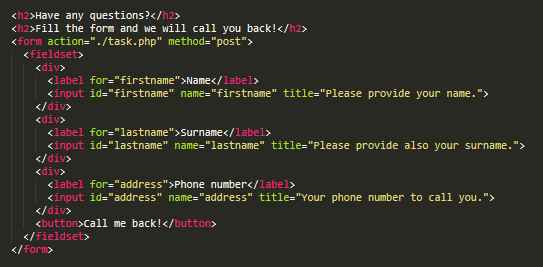 <h2>Have any questions?</h2>
<h2>Fill the form and we will call you back!</h2>
<form action="./task.php" method="post">
<fieldset>
<div>
<label for="firstname">Name</label>
<input id="firstname" name="firstname" title="Please provide your name.">
</div>
<div>
<label for="lastname">Surname</label>
<input id="lastname" name="lastname" title="Please provide also your surname.">
</div>
<div>
<label for="address">Phone number</label>
<input id="address" name="address" title="Your phone number to call you.">
</div>
<button>Call me back!</button>
</fieldset>
</form>